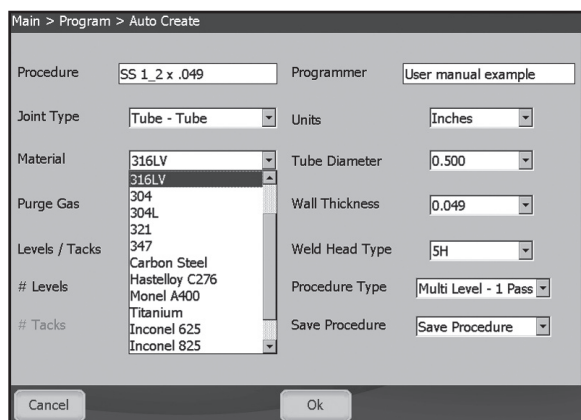 Main > Program > Auto Create
Procedure SS 1_2 x .049 Programmer User manual example
Joint Type Tube - Tube Units Inches
Material 316LV Tube Diameter 0.500
316LV
304
Purge Gas 304L Wall Thickness 0.049
321
Levels / Tacks 347 Weld Head Type 5H
Carbon Steel
# Levels Hastelloy C276 Procedure Type Multi Level - 1 Pass
Monel A400
Titanium
# Tacks Inconel 625 Save Procedure Save Procedure
Inconel 825
Cancel Ok